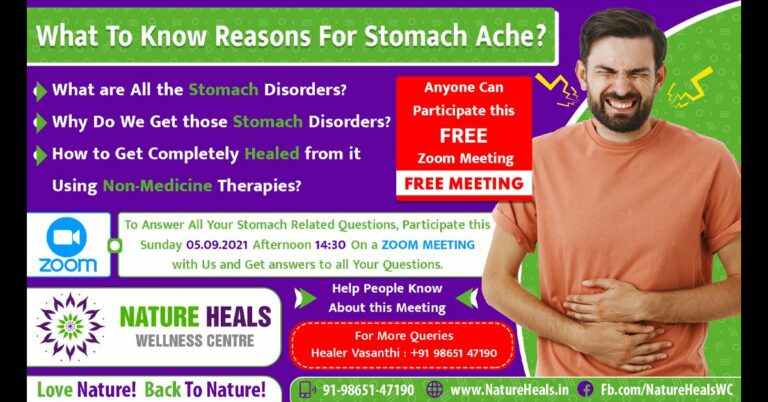 What To Know Reasons For Stomach Ache?
What are All the Stomach Disorders?
Why Do We Get those Stomach Disorders?
How to Get Completely Healed from it
Using Non-Medicine Therapies?
Anyone Can
Participate this
FREE
Zoom Meeting
FREE MEETING
zoom
To Answer All Your Stomach Related Questions, Participate this
Sunday 05.09.2021 Afternoon 14:30 On a ZOOM MEETING
with Us and Get answers to all Your Questions.
NATURE HEALS
WELLNESS CENTRE
Help People Know
About this Meeting
For More Queries
Healer Vasanthi : +91 98651 47190
Love Nature! Back To Nature!
91-98651-47190
www.NatureHeals.in
Fb.com/NatureHealsWC